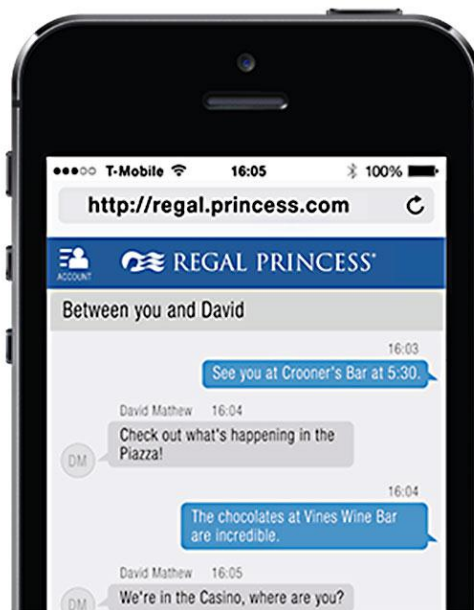 T-Mobile 16:05 100%
http://regal.princess.com
ACCOUNT
REGAL PRINCESS®
Between you and David
16:03
See you at Crooner's Bar at 5:30.
David Mathew 16:04
Check out what's happening in the
Piazza!
DM
16:04
The chocolates at Vines Wine Bar
are incredible.
David Mathew 16:05
We're in the Casino, where are you?
DM